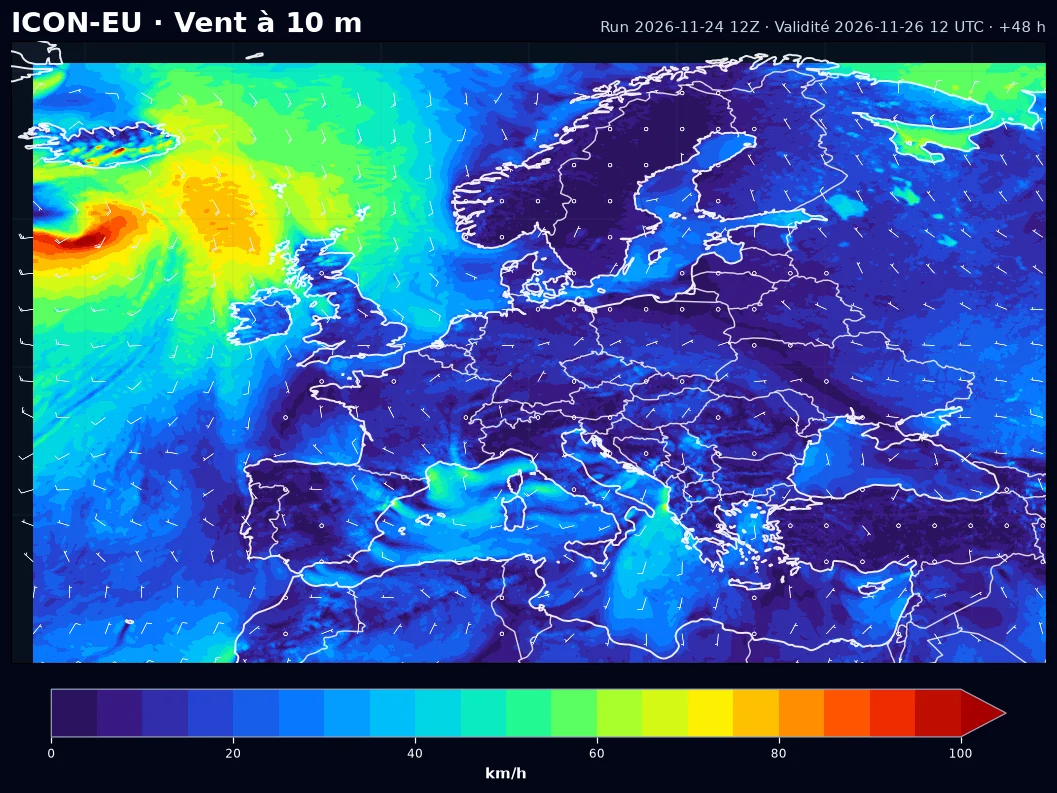 ICON-EU · Vent à 10 m
Run 2026-11-24 12Z · Validité 2026-11-26 12 UTC · +48 h
0 20 40 60 80 100
km/h